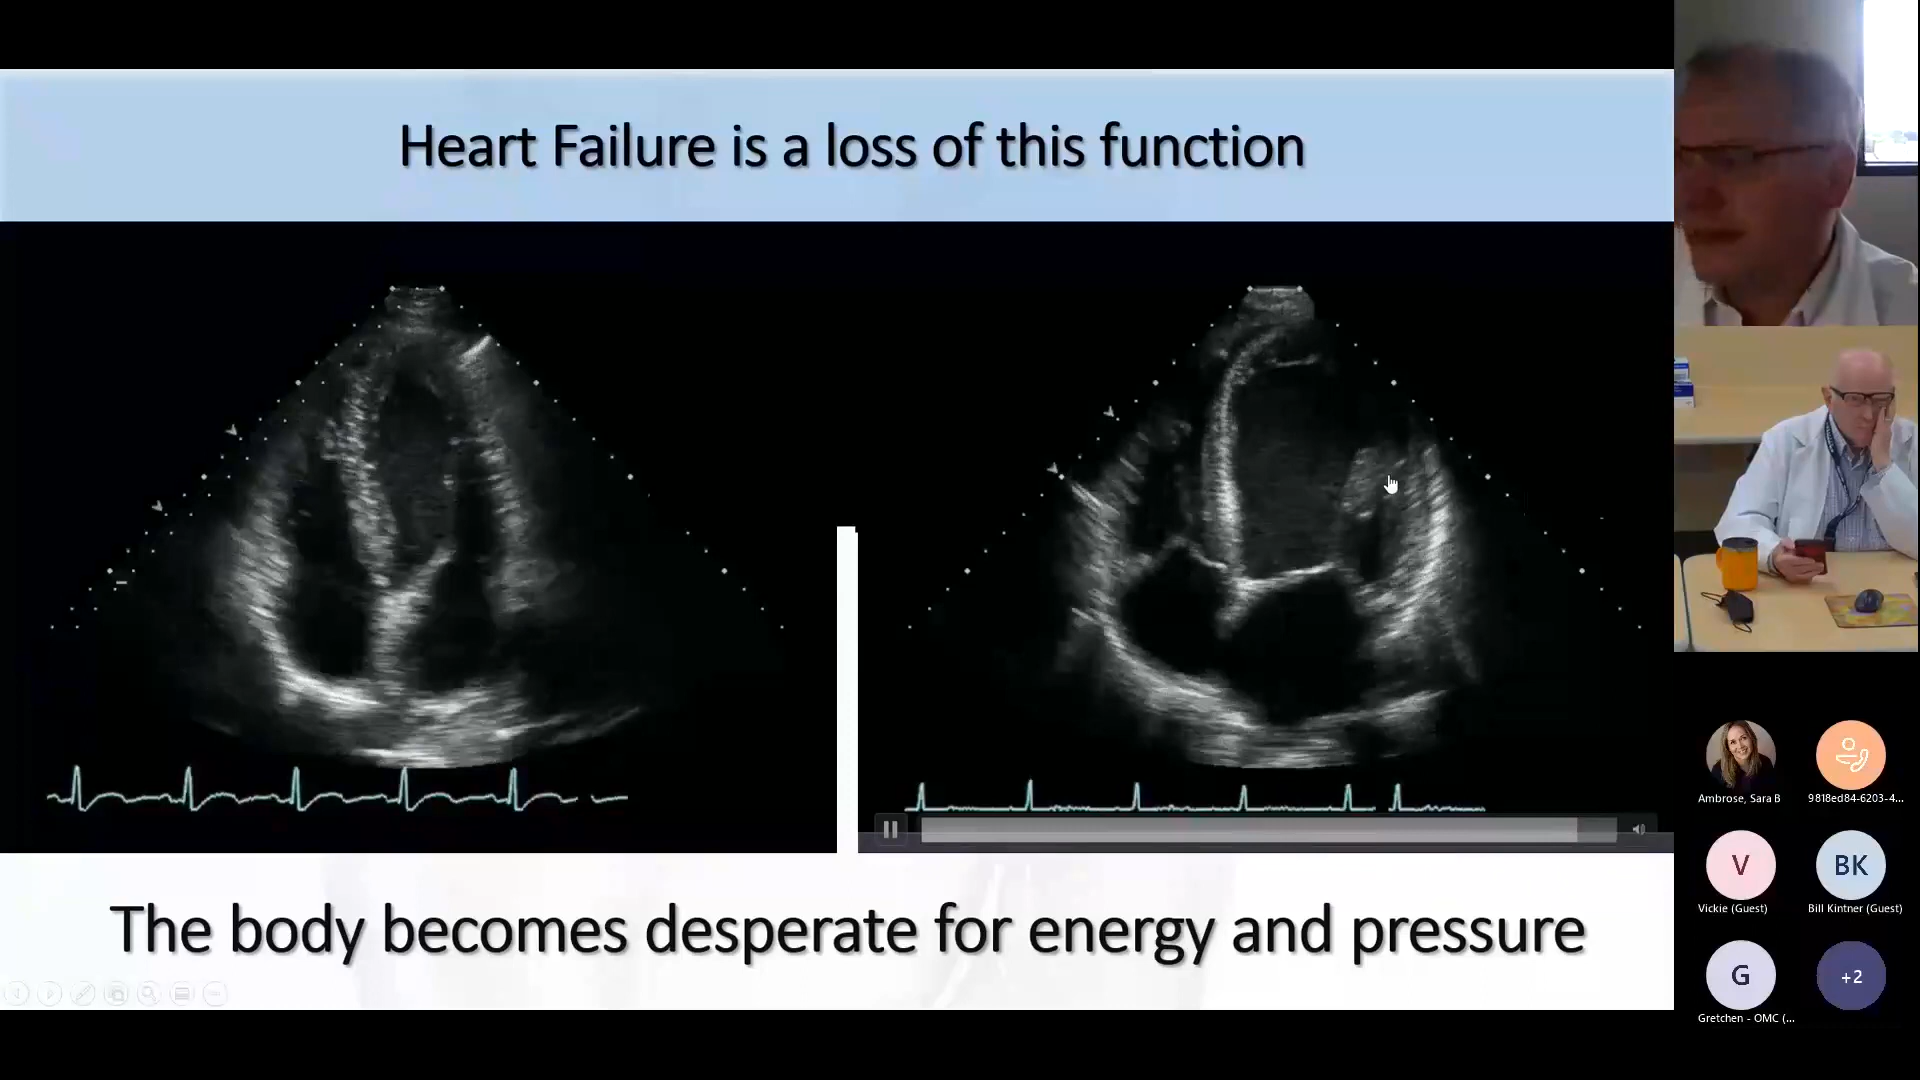 Heart Failure is a loss of this function
The body becomes desperate for energy and pressure
Ambrose, Sara B
9818ed84-6203-4...
V
BK
Vickie (Guest)
Bill Kintner (Guest)
G
+2
Gretchen - OMC (...